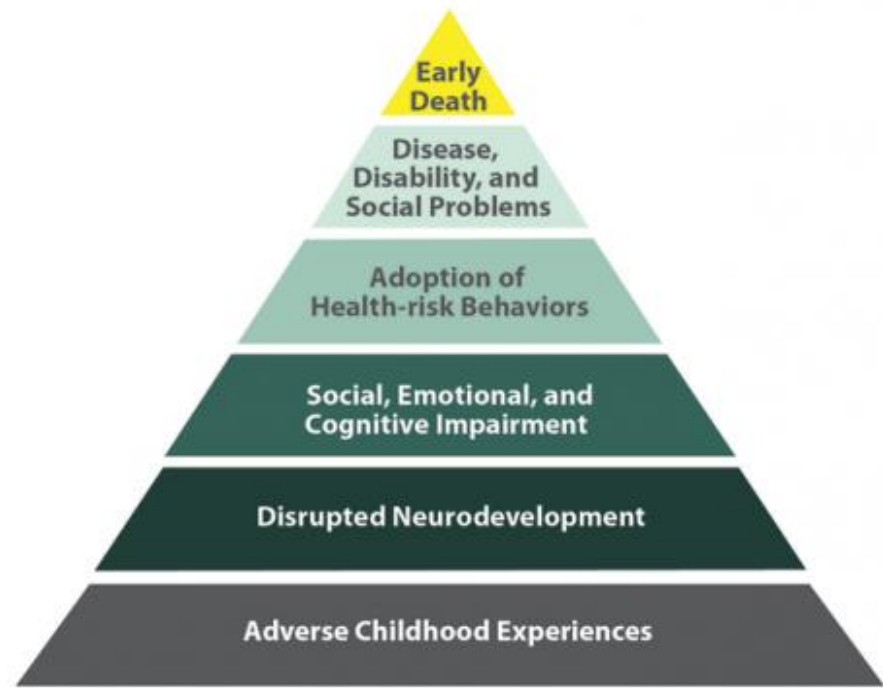 Early
Death
Disease,
Disability, and
Social Problems
Adoption of
Health-risk Behaviors
Social, Emotional, and
Cognitive Impairment
Disrupted Neurodevelopment
Adverse Childhood Experiences